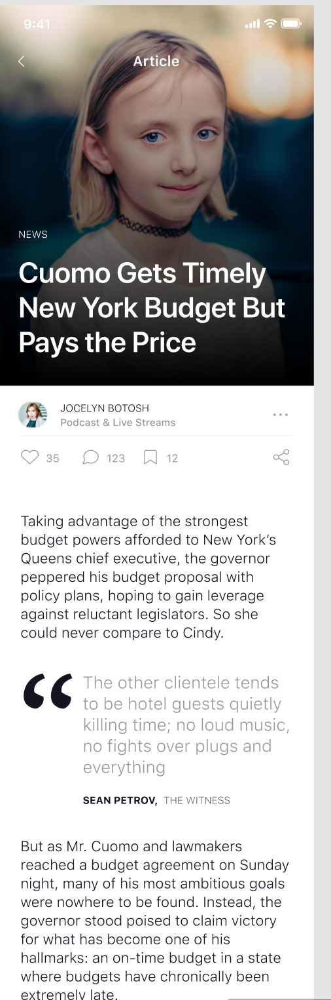 9:41
Article
NEWS
Cuomo Gets Timely
New York Budget But
Pays the Price
JOCELYN BOTOSH
Podcast & Live Streams
35 123 12
Taking advantage of the strongest
budget powers afforded to New York’s
Queens chief executive, the governor
peppered his budget proposal with
policy plans, hoping to gain leverage
against reluctant legislators. So she
could never compare to Cindy.
“
The other clientele tends
to be hotel guests quietly
killing time; no loud music,
no fights over plugs and
everything
SEAN PETROV, THE WITNESS
But as Mr. Cuomo and lawmakers
reached a budget agreement on Sunday
night, many of his most ambitious goals
were nowhere to be found. Instead, the
governor stood poised to claim victory
for what has become one of his
hallmarks: an on-time budget in a state
where budgets have chronically been
extremely late.